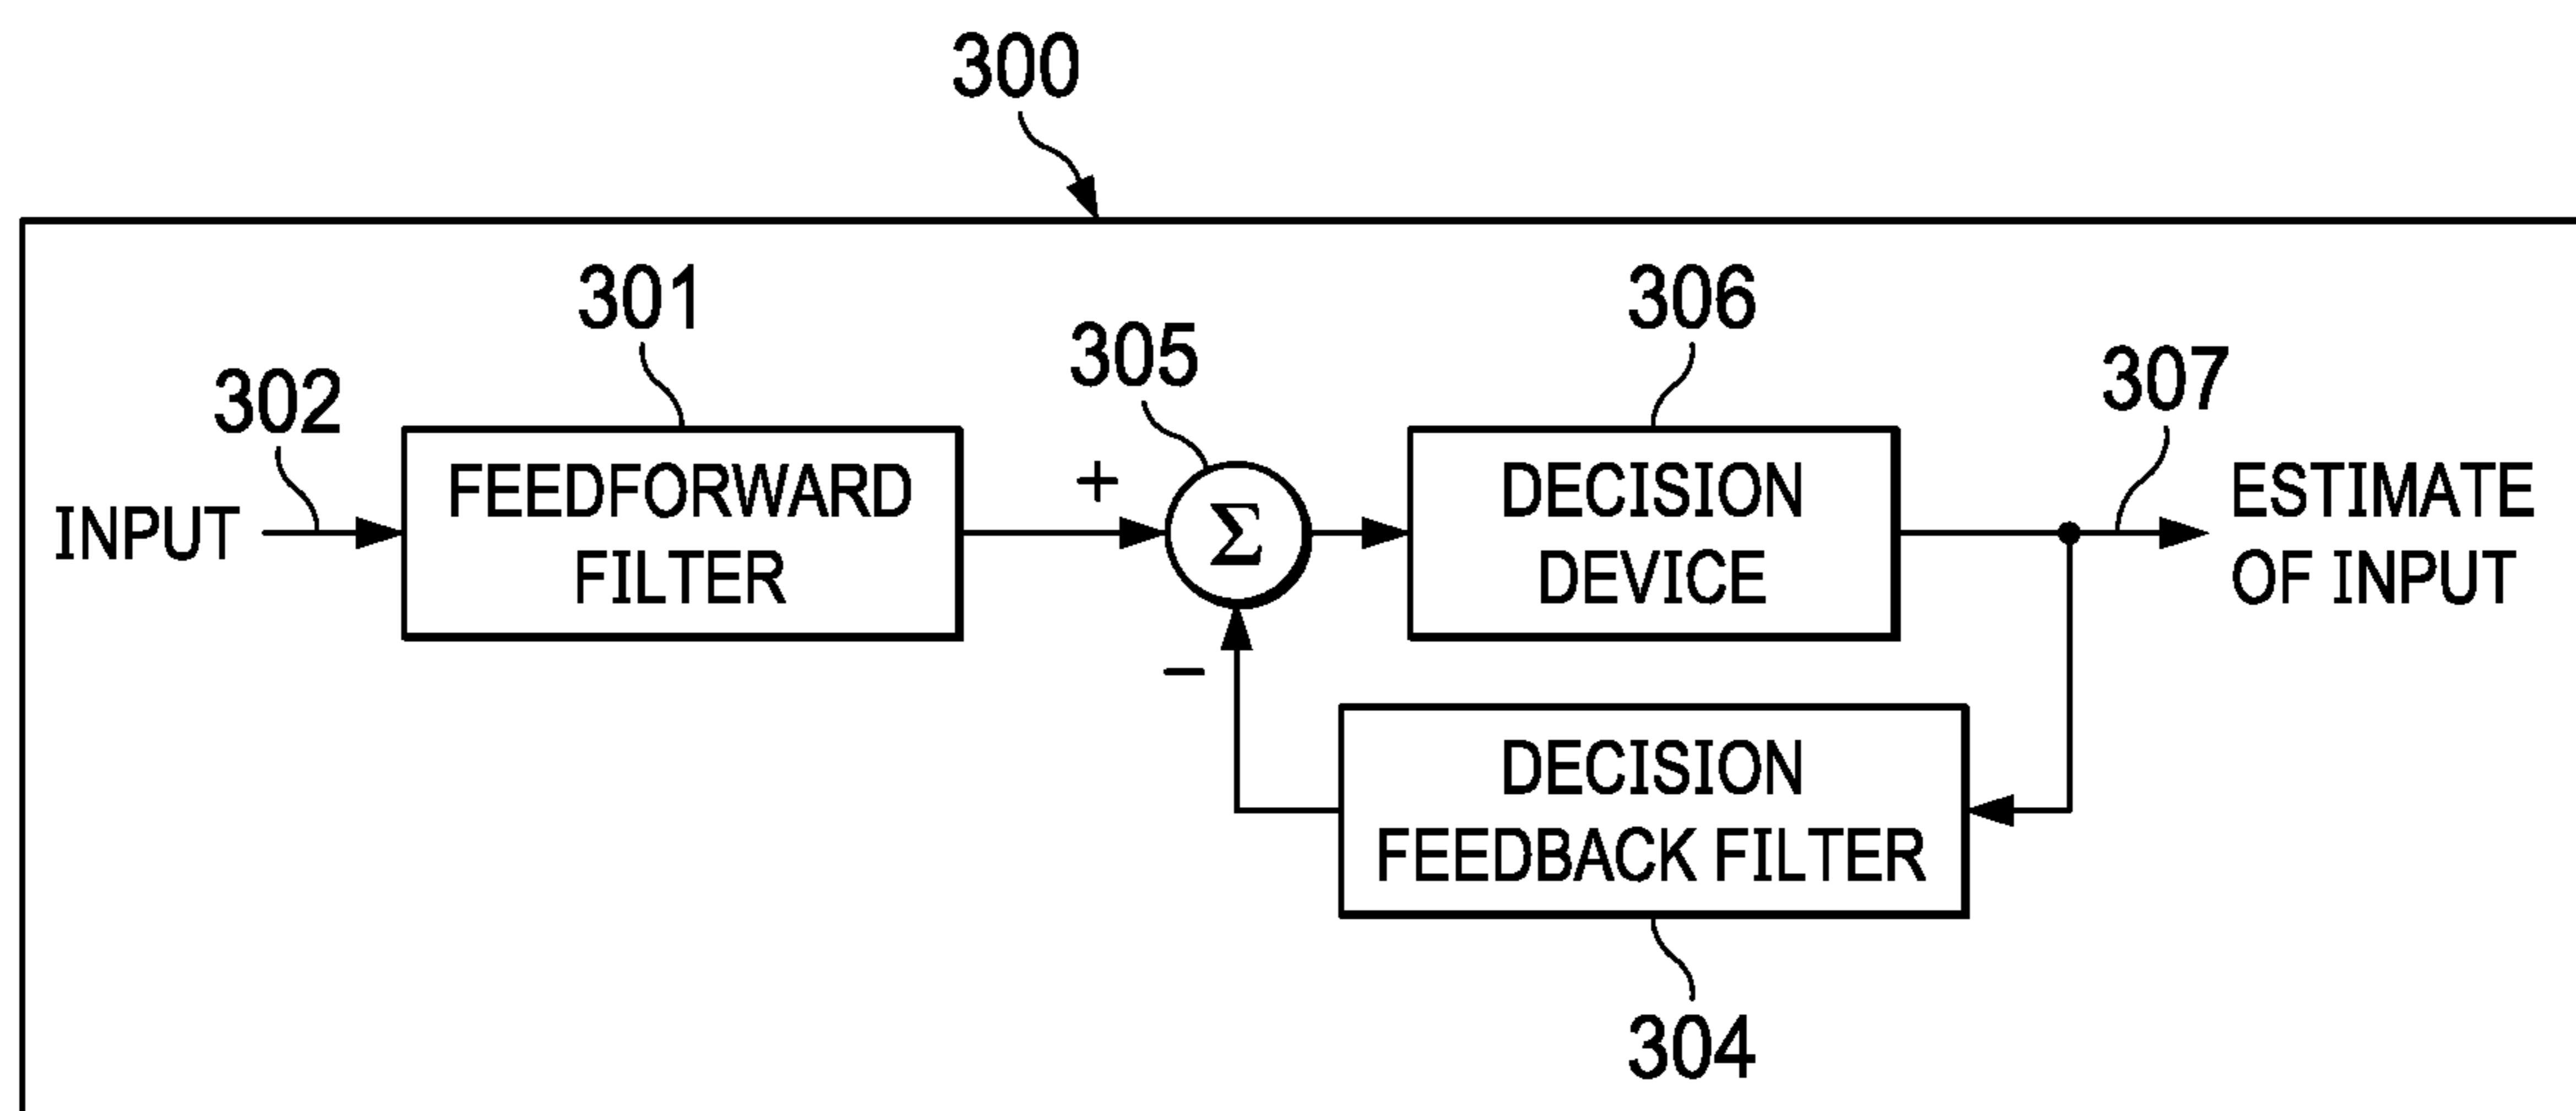 300
301
306
305
307
302
INPUT
FEEDFORWARD
FILTER
+
Σ
DECISION
DEVICE
ESTIMATE
OF INPUT
−
DECISION
FEEDBACK FILTER
304